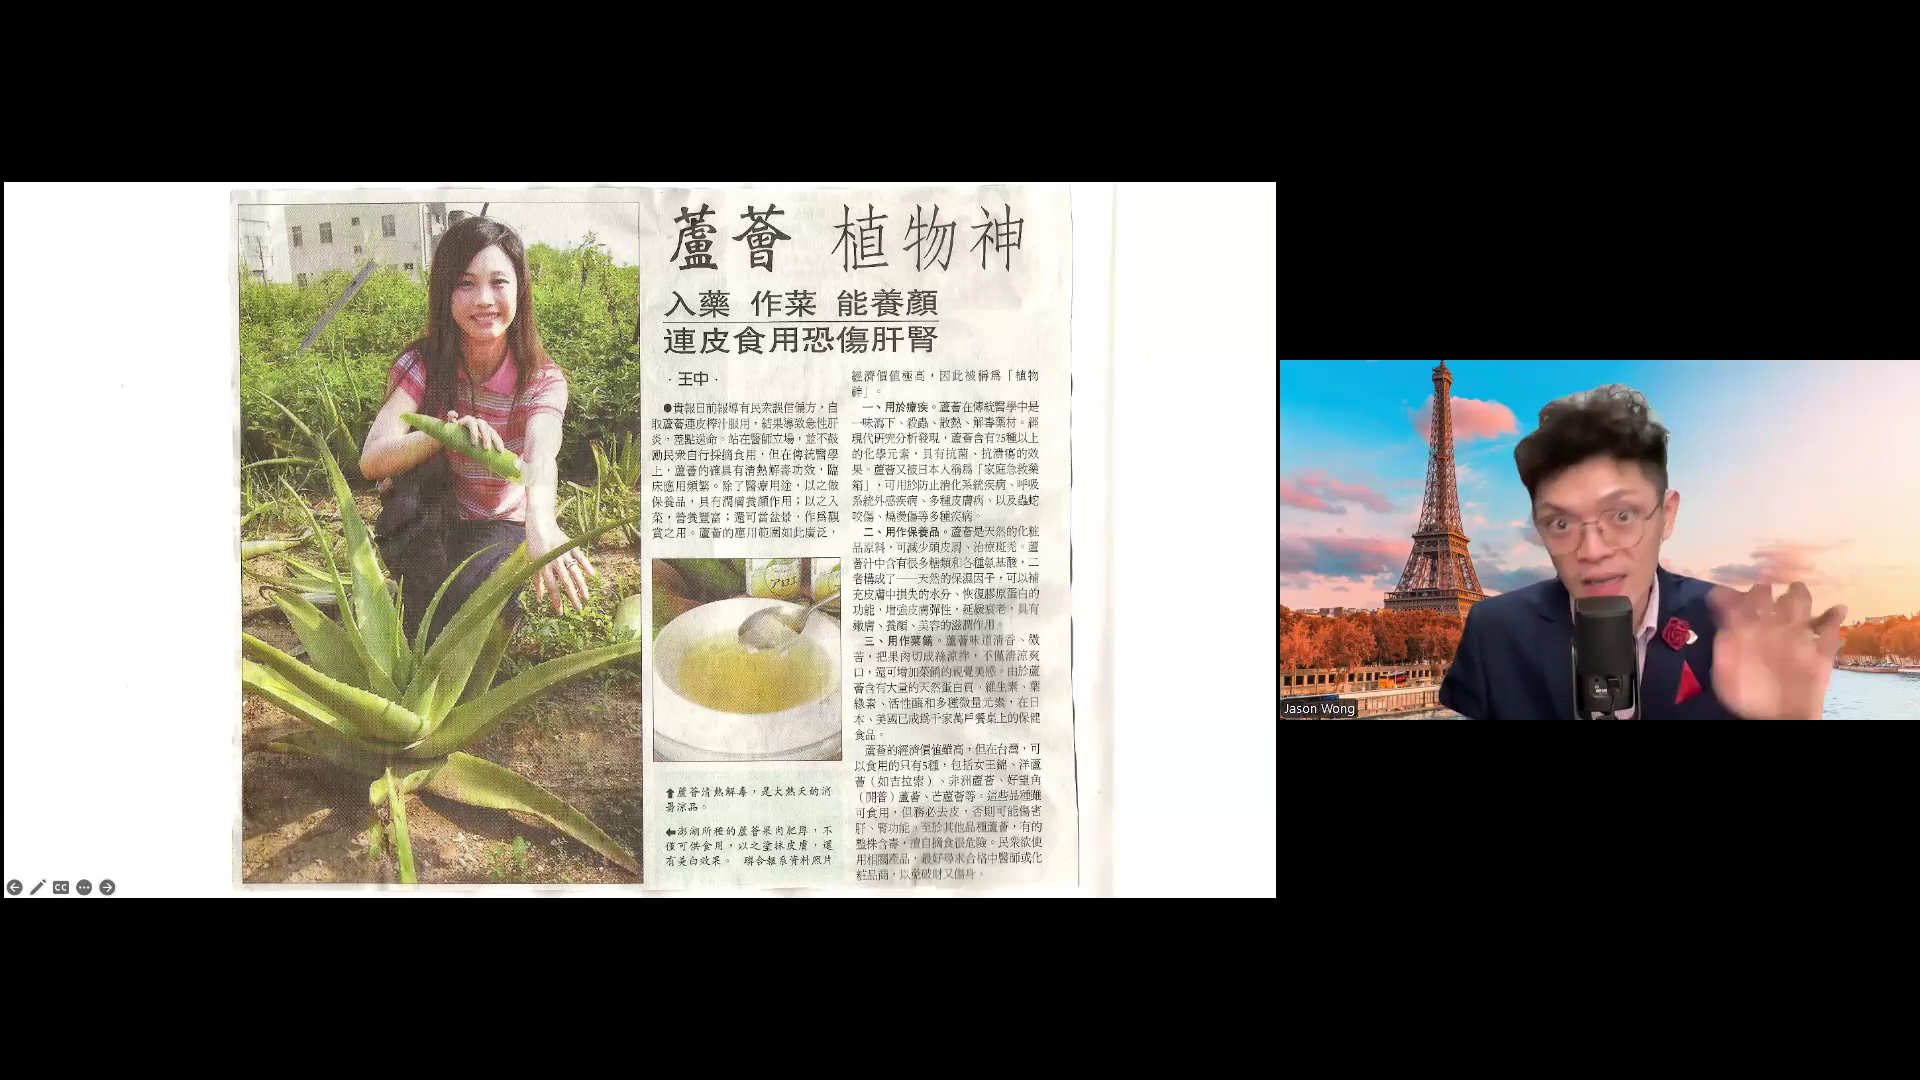 蘆薈 植物神
入藥 作菜 能養顏
連皮食用恐傷肝腎
·王中·
●貴報日前報導有民眾誤信偏方，自
取蘆薈連皮榨汁服用，結果導致急性肝
炎，差點送命。站在醫師立場，並不鼓
勵民眾自行採摘食用，但在傳統醫學
上，蘆薈的確具有清熱解毒功效，臨
床應用頻繁。除了醫療用途，以之做
保養品，具有潤膚養顏作用；以之入
菜，營養豐富；還可當盆景，作為觀
賞之用。蘆薈的應用範圍如此廣泛，
經濟價值極高，因此被稱為「植物
神」。
一、用於療疾。蘆薈在傳統醫學中是
一味瀉下、殺蟲、散熱、解毒藥材。經
現代研究分析發現，蘆薈含有75種以上
的化學元素，具有抗菌、抗潰瘍的效
果。蘆薈又被日本人稱為「家庭急救藥
箱」，可用於防止消化系統疾病、呼吸
系統外感疾病、多種皮膚病、以及蟲蛇
咬傷、燒燙傷等多種疾病。
二、用作保養品。蘆薈是天然的化粧
品原料，可減少頭皮屑、治療斑禿。蘆
薈汁中含有很多糖類和各種氨基酸，二
者構成了──天然的保濕因子，可以補
充皮膚中損失的水分、恢復膠原蛋白的
功能，增強皮膚彈性，延緩衰老，具有
嫩膚、養顏、美容的滋潤作用。
三、用作菜餚。蘆薈味道清香、微
苦，把果肉切成絲涼拌，不僅清涼爽
口，還可增加菜餚的視覺美感。由於蘆
薈含有大量的天然蛋白質、維生素、葉
綠素、活性酶和多種微量元素，在日
本、美國已成為千家萬戶餐桌上的保健
食品。
蘆薈的經濟價值雖高，但在台灣，可
以食用的只有5種，包括女王錦、洋蘆
薈（如吉拉索）、非洲蘆薈、好望角
（開普）蘆薈、芒蘆薈等。這些品種雖
可食用，但務必去皮，否則可能傷害
肝、腎功能。至於其他品種蘆薈，有的
整株含毒，擅自摘食很危險。民眾欲使
用相關產品，最好尋求合格中醫師或化
粧品商，以免破財又傷身。
アロエ
⬆蘆薈清熱解毒，是大熱天的消
暑涼品。
⬅澎湖所種的蘆薈果肉肥厚，不
僅可供食用，以之塗抹皮膚，還
有美白效果。 聯合報系資料照片
CC
Jason Wong